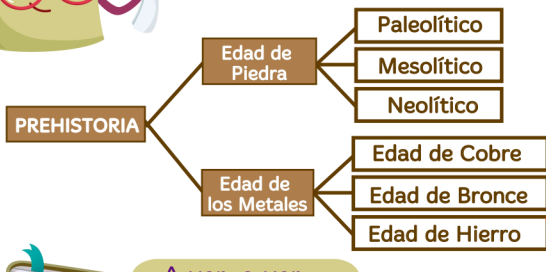 PREHISTORIA
Edad de
Piedra
Paleolítico
Mesolítico
Neolítico
Edad de
los Metales
Edad de Cobre
Edad de Bronce
Edad de Hierro